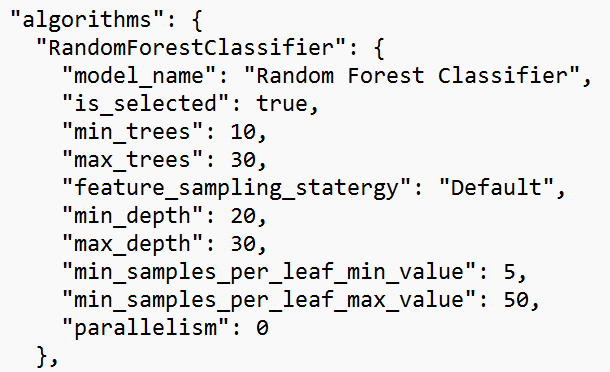 "algorithms": {
"RandomForestClassifier": {
"model_name": "Random Forest Classifier",
"is_selected": true,
"min_trees": 10,
"max_trees": 30,
"feature_sampling_statergy": "Default",
"min_depth": 20,
"max_depth": 30,
"min_samples_per_leaf_min_value": 5,
"min_samples_per_leaf_max_value": 50,
"parallelism": 0
},